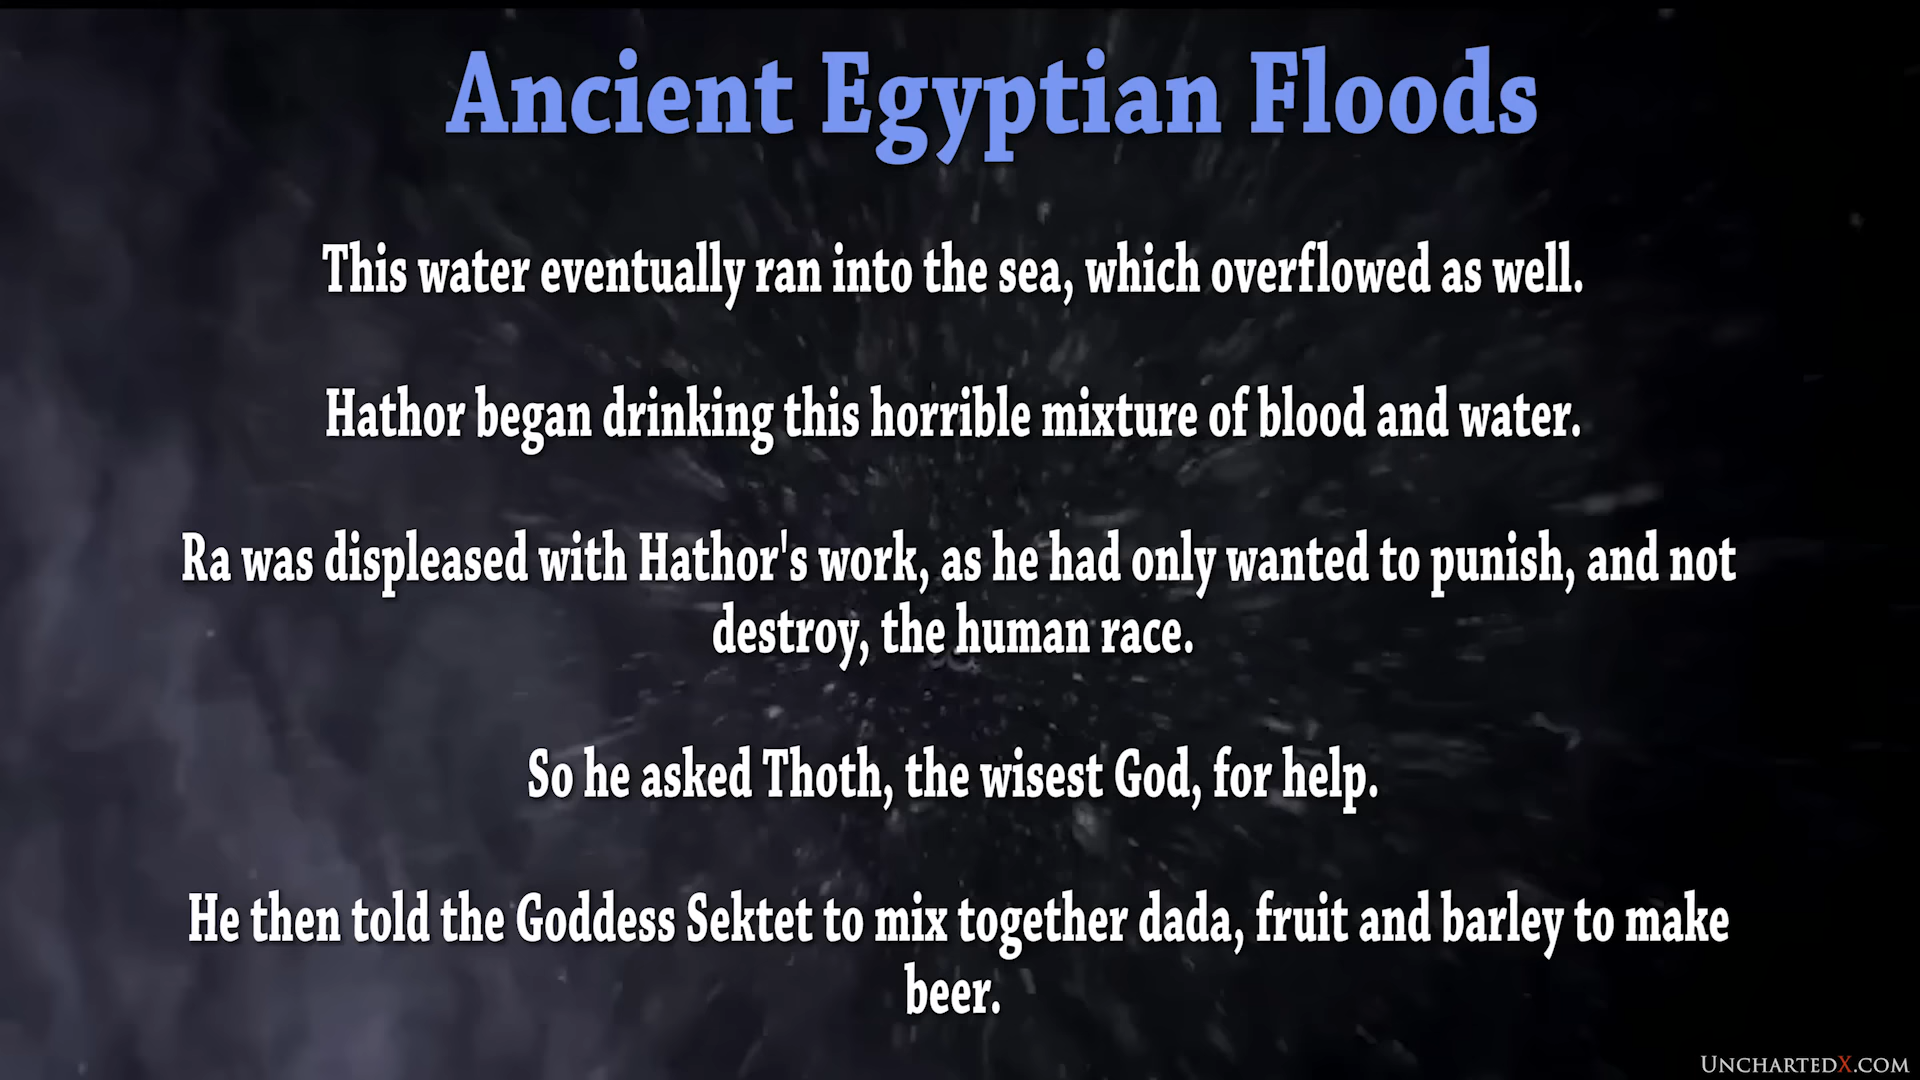 Ancient Egyptian Floods
This water eventually ran into the sea, which overflowed as well.
Hathor began drinking this horrible mixture of blood and water.
Ra was displeased with Hathor's work, as he had only wanted to punish, and not
destroy, the human race.
So he asked Thoth, the wisest God, for help.
He then told the Goddess Sektet to mix together dada, fruit and barley to make
beer.
UnchartedX.com